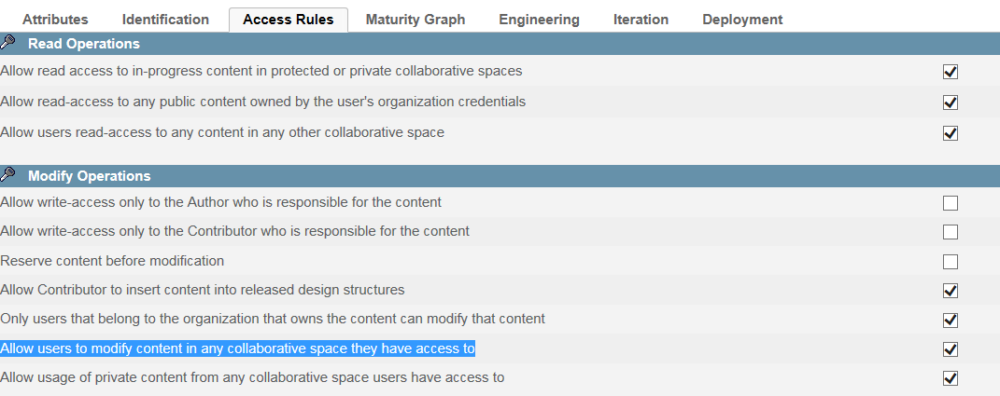 Attributes Identification Access Rules Maturity Graph Engineering Iteration Deployment
Read Operations
Allow read access to in-progress content in protected or private collaborative spaces
Allow read-access to any public content owned by the user's organization credentials
Allow users read-access to any content in any other collaborative space
Modify Operations
Allow write-access only to the Author who is responsible for the content
Allow write-access only to the Contributor who is responsible for the content
Reserve content before modification
Allow Contributor to insert content into released design structures
Only users that belong to the organization that owns the content can modify that content
Allow users to modify content in any collaborative space they have access to
Allow usage of private content from any collaborative space users have access to